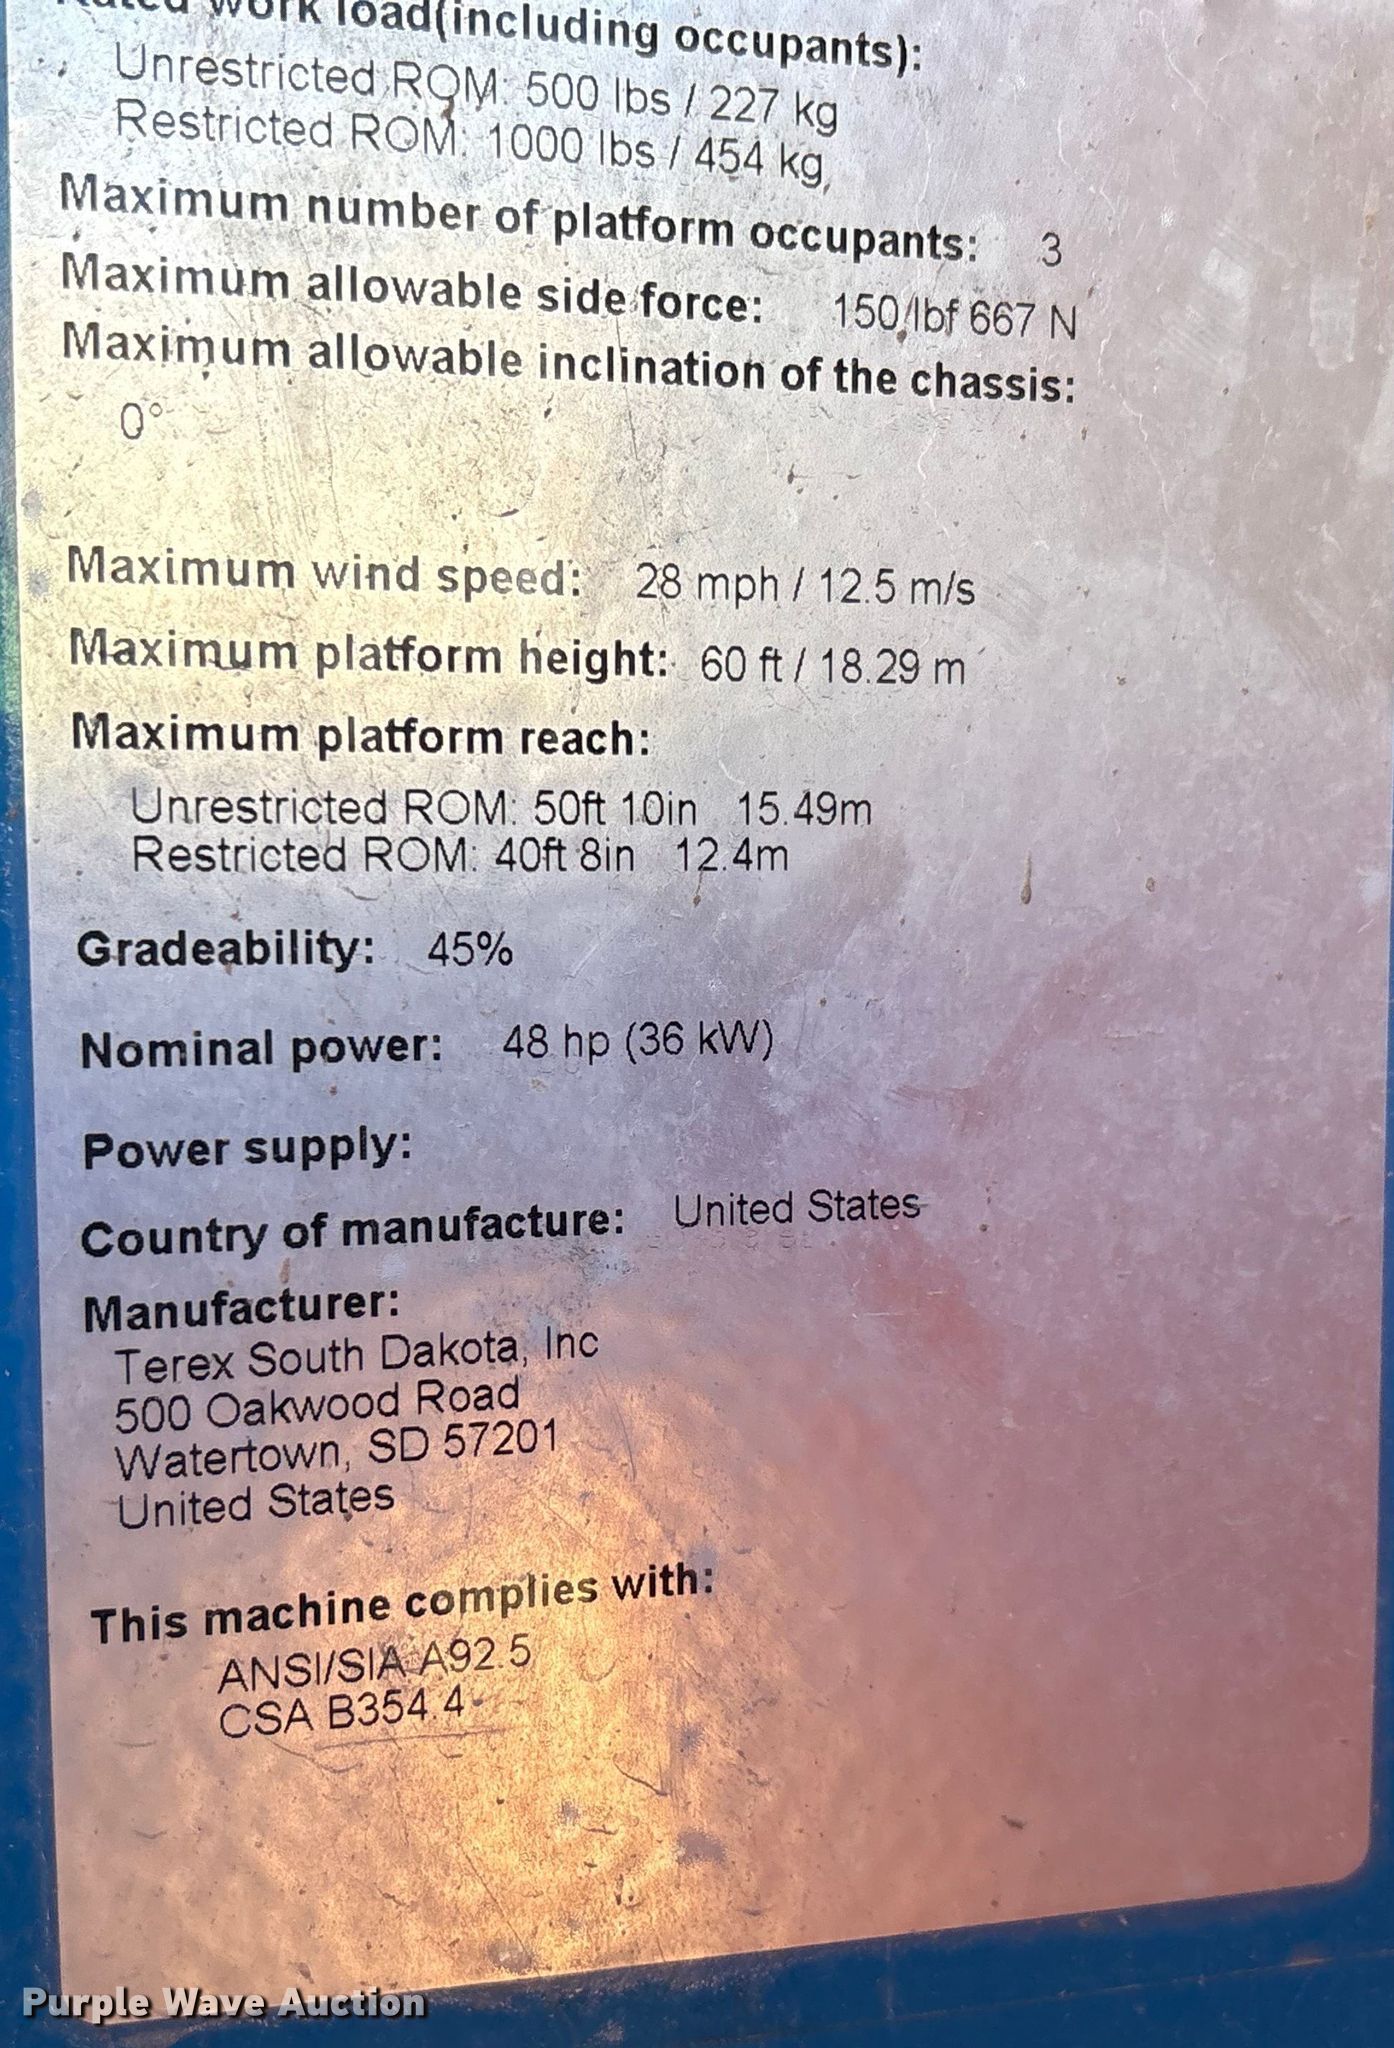 Rated work load(including occupants):
Unrestricted ROM: 500 lbs / 227 kg
Restricted ROM: 1000 lbs / 454 kg
Maximum number of platform occupants: 3
Maximum allowable side force: 150 lbf 667 N
Maximum allowable inclination of the chassis:
0°
Maximum wind speed: 28 mph / 12.5 m/s
Maximum platform height: 60 ft / 18.29 m
Maximum platform reach:
Unrestricted ROM: 50ft 10in 15.49m
Restricted ROM: 40ft 8in 12.4m
Gradeability: 45%
Nominal power: 48 hp (36 kW)
Power supply:
Country of manufacture: United States
Manufacturer:
Terex South Dakota, Inc
500 Oakwood Road
Watertown, SD 57201
United States
This machine complies with:
ANSI/SIA A92.5
CSA B354.4
Purple Wave Auction